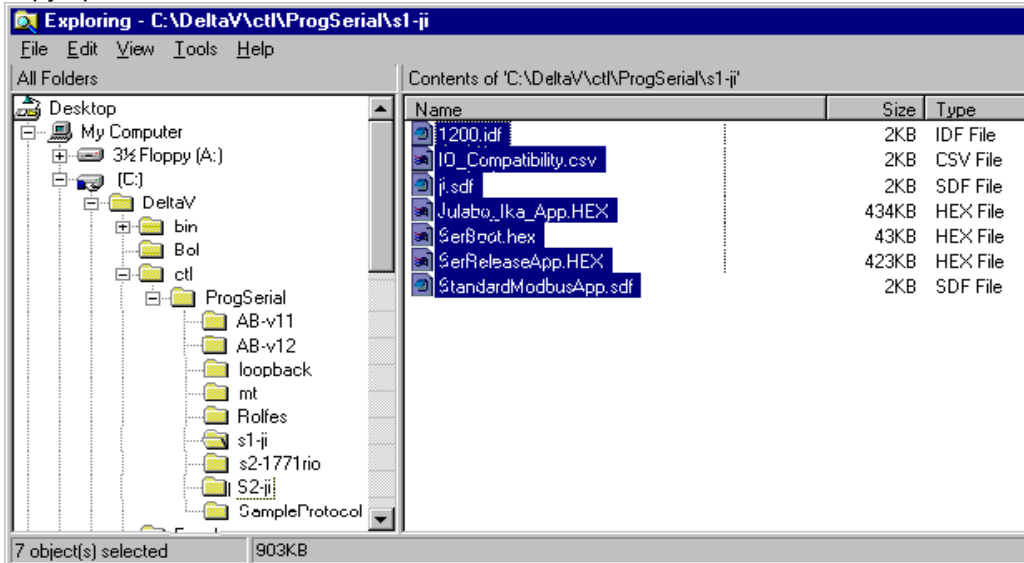 Exploring - C:\DeltaV\ctl\ProgSerial\s1-ji
File Edit View Tools Help
All Folders
Contents of 'C:\DeltaV\ctl\ProgSerial\s1-ji'
Desktop
My Computer
3½ Floppy (A:)
(C:)
DeltaV
bin
Bol
ctl
ProgSerial
AB-v11
AB-v12
loopback
mt
Rolfes
s1-ji
s2-1771rio
S2-ji
SampleProtocol
Name Size Type
1200.idf 2KB IDF File
IO_Compatibility.csv 2KB CSV File
ji.sdf 2KB SDF File
Julabo_Ika_App.HEX 434KB HEX File
SerBoot.hex 43KB HEX File
SerReleaseApp.HEX 423KB HEX File
StandardModbusApp.sdf 2KB SDF File
7 object(s) selected 903KB